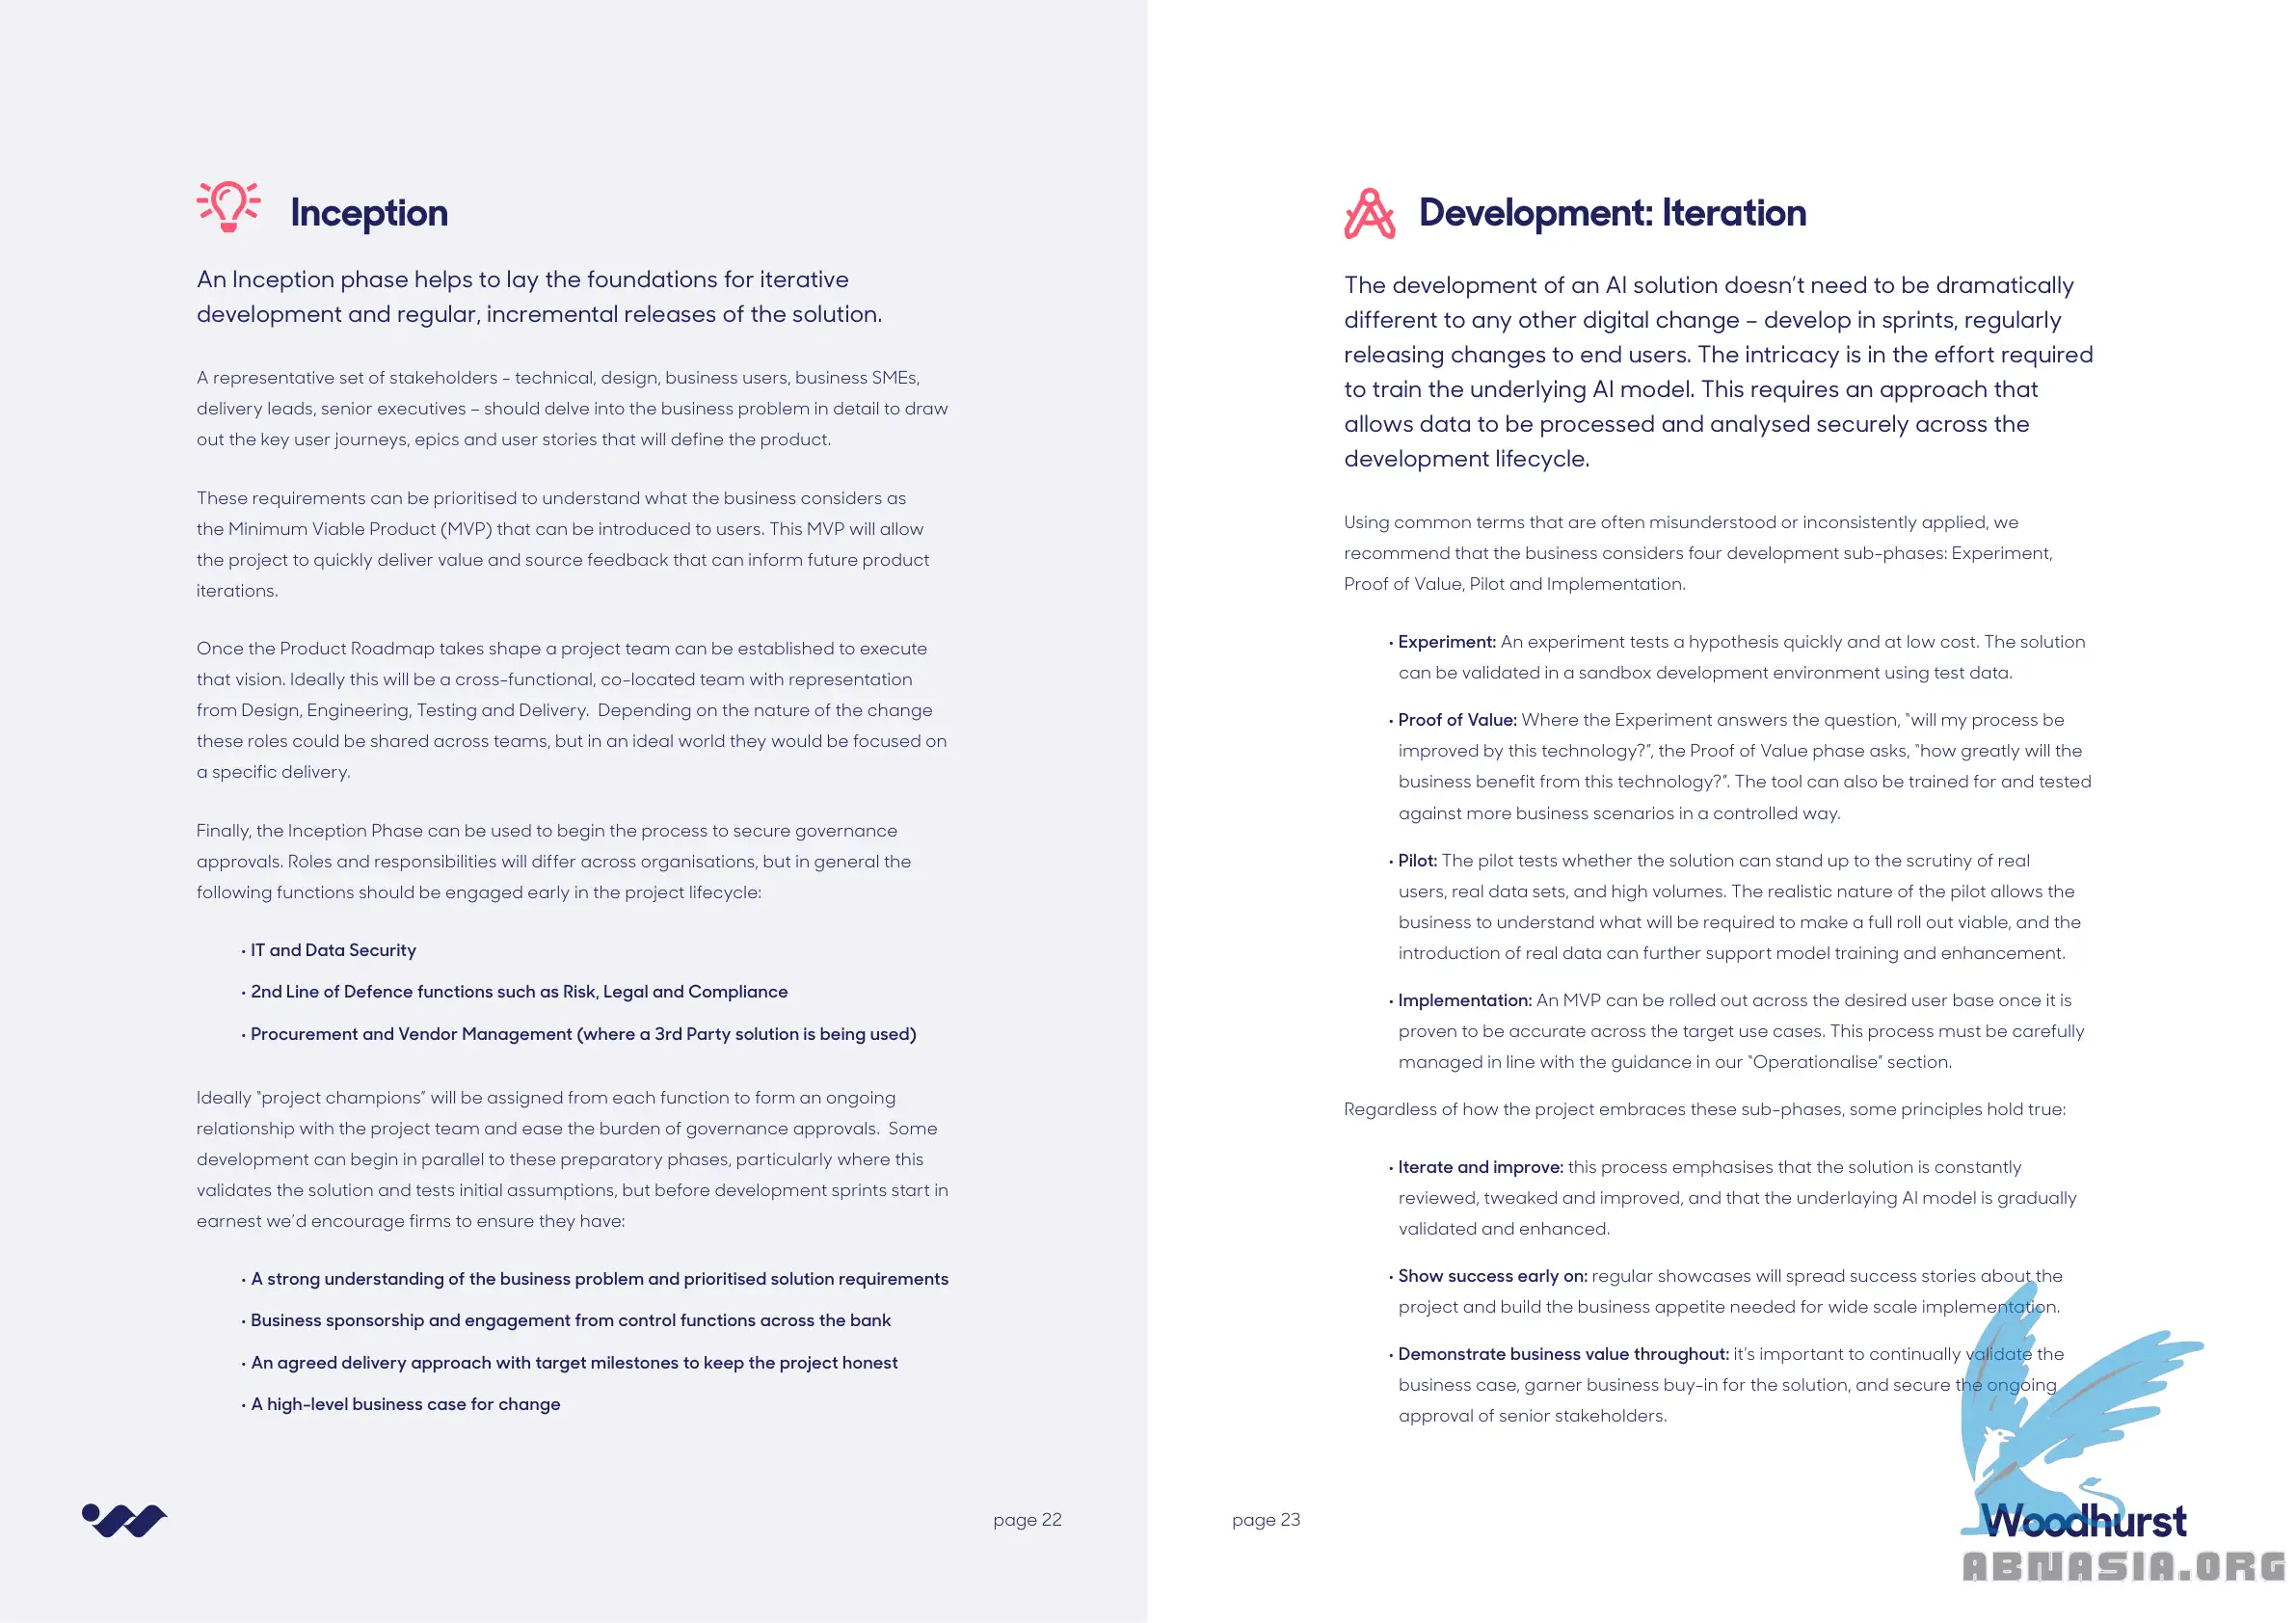 Inception
An Inception phase helps to lay the foundations for iterative
development and regular, incremental releases of the solution.
A representative set of stakeholders - technical, design, business users, business SMEs,
delivery leads, senior executives – should delve into the business problem in detail to draw
out the key user journeys, epics and user stories that will define the product.
These requirements can be prioritised to understand what the business considers as
the Minimum Viable Product (MVP) that can be introduced to users. This MVP will allow
the project to quickly deliver value and source feedback that can inform future product
iterations.
Once the Product Roadmap takes shape a project team can be established to execute
that vision. Ideally this will be a cross-functional, co-located team with representation
from Design, Engineering, Testing and Delivery.  Depending on the nature of the change
these roles could be shared across teams, but in an ideal world they would be focused on
a specific delivery.
Finally, the Inception Phase can be used to begin the process to secure governance
approvals. Roles and responsibilities will differ across organisations, but in general the
following functions should be engaged early in the project lifecycle:
• IT and Data Security
• 2nd Line of Defence functions such as Risk, Legal and Compliance
• Procurement and Vendor Management (where a 3rd Party solution is being used)
Ideally “project champions” will be assigned from each function to form an ongoing
relationship with the project team and ease the burden of governance approvals.  Some
development can begin in parallel to these preparatory phases, particularly where this
validates the solution and tests initial assumptions, but before development sprints start in
earnest we’d encourage firms to ensure they have:
• A strong understanding of the business problem and prioritised solution requirements
• Business sponsorship and engagement from control functions across the bank
• An agreed delivery approach with target milestones to keep the project honest
• A high-level business case for change
page 22
Development: Iteration
The development of an AI solution doesn’t need to be dramatically
different to any other digital change – develop in sprints, regularly
releasing changes to end users. The intricacy is in the effort required
to train the underlying AI model. This requires an approach that
allows data to be processed and analysed securely across the
development lifecycle.
Using common terms that are often misunderstood or inconsistently applied, we
recommend that the business considers four development sub-phases: Experiment,
Proof of Value, Pilot and Implementation.
• Experiment: An experiment tests a hypothesis quickly and at low cost. The solution
can be validated in a sandbox development environment using test data.
• Proof of Value: Where the Experiment answers the question, “will my process be
improved by this technology?”, the Proof of Value phase asks, “how greatly will the
business benefit from this technology?”. The tool can also be trained for and tested
against more business scenarios in a controlled way.
• Pilot: The pilot tests whether the solution can stand up to the scrutiny of real
users, real data sets, and high volumes. The realistic nature of the pilot allows the
business to understand what will be required to make a full roll out viable, and the
introduction of real data can further support model training and enhancement.
• Implementation: An MVP can be rolled out across the desired user base once it is
proven to be accurate across the target use cases. This process must be carefully
managed in line with the guidance in our “Operationalise” section.
Regardless of how the project embraces these sub-phases, some principles hold true:
• Iterate and improve: this process emphasises that the solution is constantly
reviewed, tweaked and improved, and that the underlaying AI model is gradually
validated and enhanced.
• Show success early on: regular showcases will spread success stories about the
project and build the business appetite needed for wide scale implementation.
• Demonstrate business value throughout: it’s important to continually validate the
business case, garner business buy-in for the solution, and secure the ongoing
approval of senior stakeholders.
page 23
Woodhurst
ABNASIA.ORG